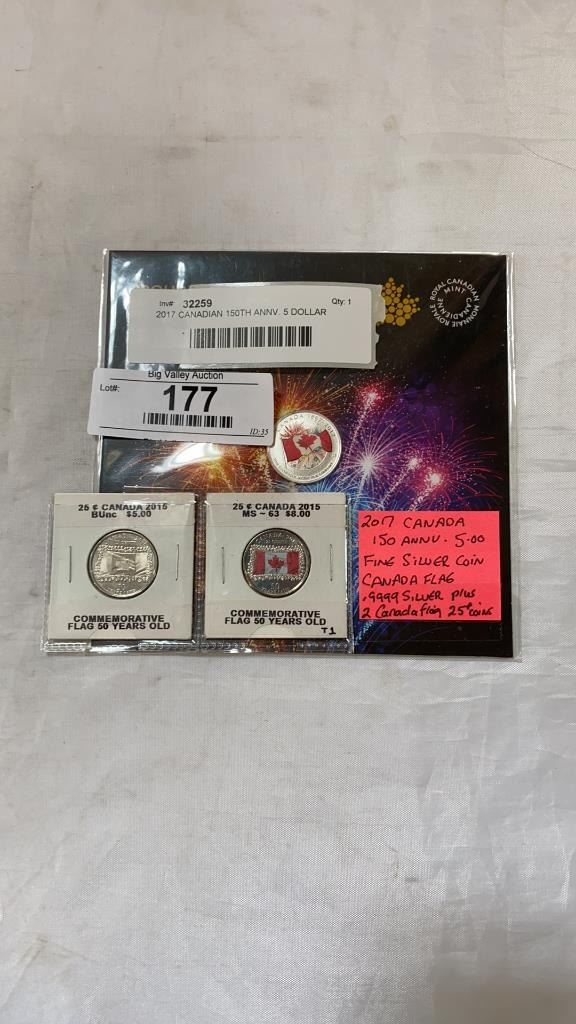 Inv# 32259 Qty: 1
2017 CANADIAN 150TH ANNV. 5 DOLLAR
ROYAL CANADIAN MINT
MONNAIE ROYALE CANADIENNE
Big Valley Auction
Lot#: 177
ID:35
CANADA
25 ¢ CANADA 2015
BUnc $5.00
COMMEMORATIVE
FLAG 50 YEARS OLD
25 ¢ CANADA 2015
MS ~ 63 $8.00
COMMEMORATIVE
FLAG 50 YEARS OLD
T1
2017 CANADA
150 ANNV. 5.00
FINE SILVER COIN
CANADA FLAG
.9999 SILVER plus
2 Canada flag 25¢ coins